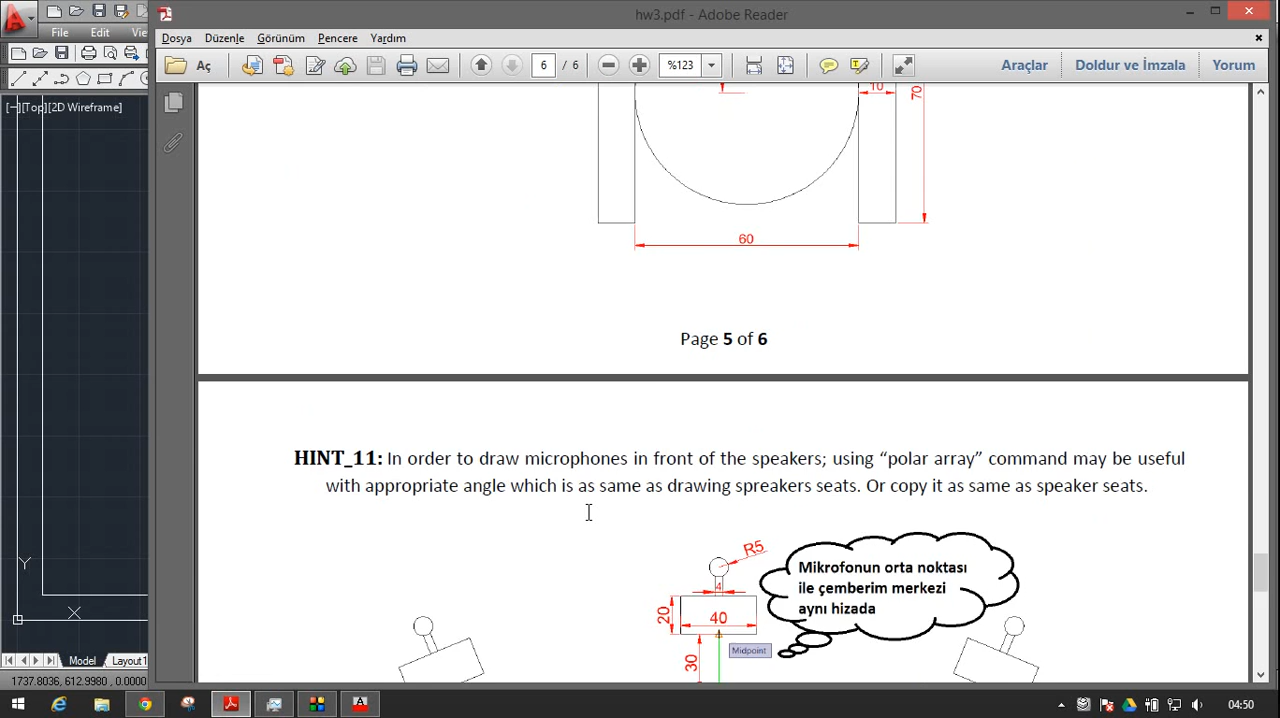 hw3.pdf - Adobe Reader
File Edit
Dosya Düzenle Görünüm Pencere Yardım
Aç 6 / 6 %123 Araçlar Doldur ve İmzala Yorum
[−][Top][2D Wireframe]
10
70
60
Page 5 of 6
HINT_11: In order to draw microphones in front of the speakers; using “polar array” command may be useful
with appropriate angle which is as same as drawing spreakers seats. Or copy it as same as speaker seats.
R5
4
20
40
30
Midpoint
Mikrofonun orta noktası
ile çemberim merkezi
aynı hizada
Y
X
Model Layout1
1737.8036, 612.9980, 0.0000
04:50